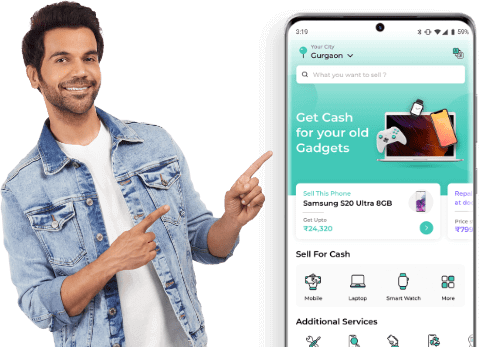 3:19
59%
Your City
Gurgaon
What you want to sell ?
Get Cash
for your old
Gadgets
Sell This Phone
Samsung S20 Ultra 8GB
Get Upto
₹24,320
Sell For Cash
Mobile
Laptop
Smart Watch
More
Additional Services